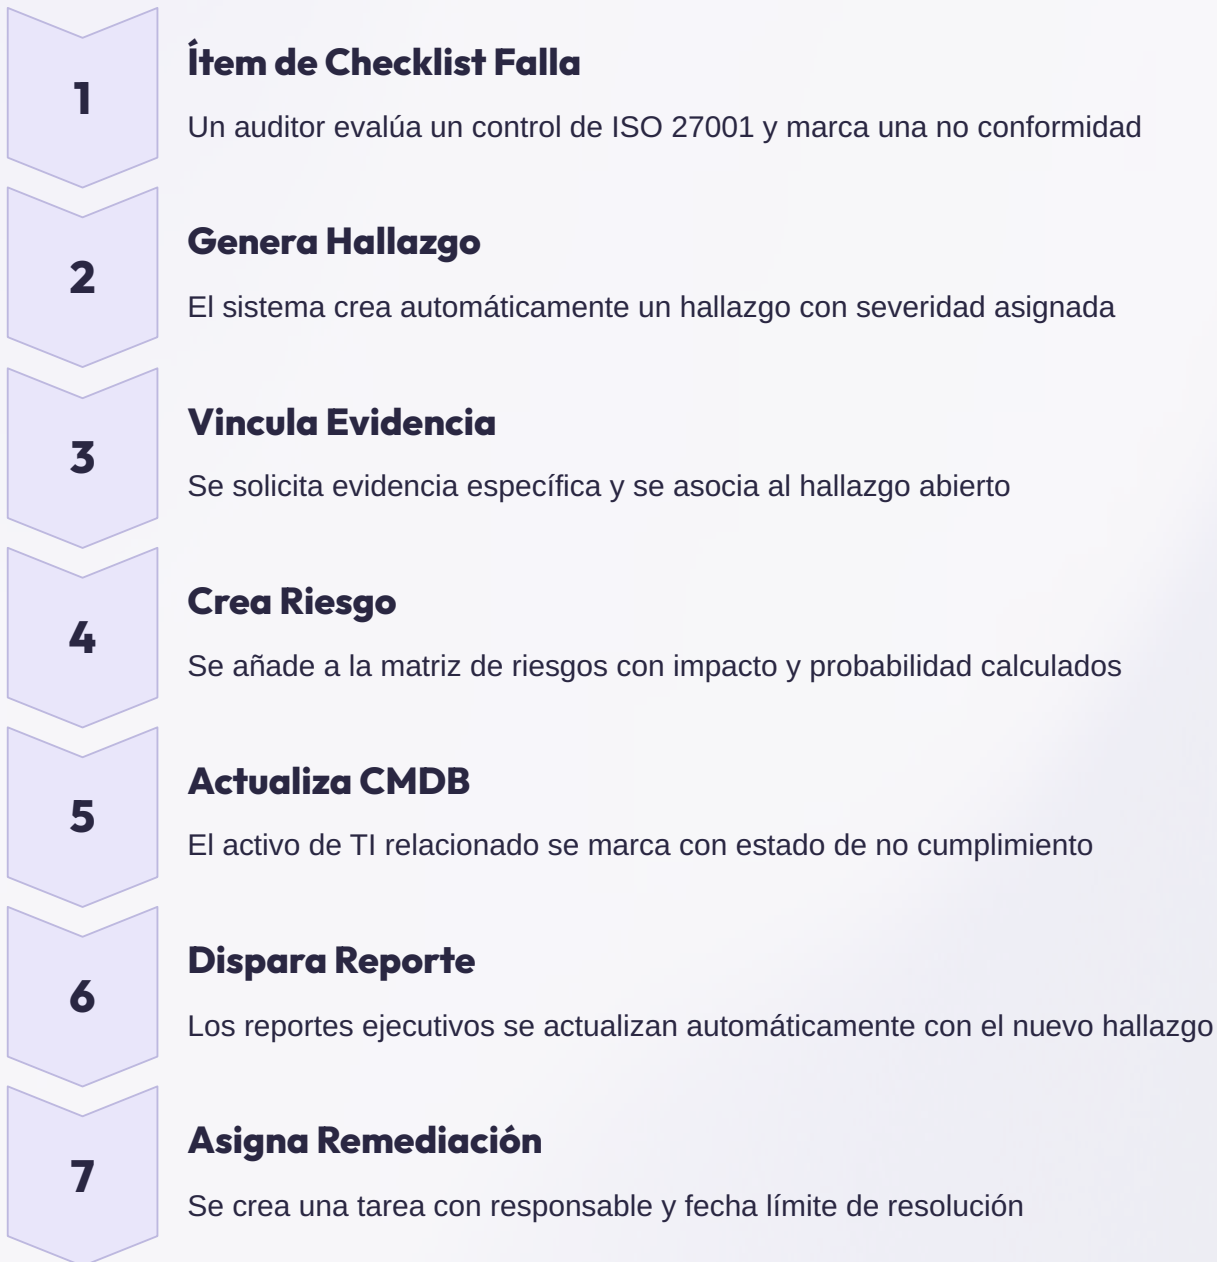 1
Ítem de Checklist Falla
Un auditor evalúa un control de ISO 27001 y marca una no conformidad
2
Genera Hallazgo
El sistema crea automáticamente un hallazgo con severidad asignada
3
Vincula Evidencia
Se solicita evidencia específica y se asocia al hallazgo abierto
4
Crea Riesgo
Se añade a la matriz de riesgos con impacto y probabilidad calculados
5
Actualiza CMDB
El activo de TI relacionado se marca con estado de no cumplimiento
6
Dispara Reporte
Los reportes ejecutivos se actualizan automáticamente con el nuevo hallazgo
7
Asigna Remediación
Se crea una tarea con responsable y fecha límite de resolución